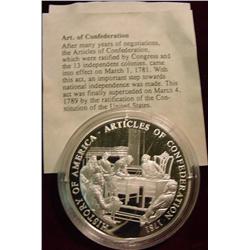 Art. of Confederation
After many years of negotiations,
the Articles of Confederation,
which were ratified by Congress and
the 13 independent colonies, came
into effect on March 1, 1781. With
this act, an important step towards
national independence was made. This
act was finally superceded on March 4,
1789 by the ratification of the Con-
stitution of the United States.
HISTORY OF AMERICA - ARTICLES OF CONFEDERATION 1781